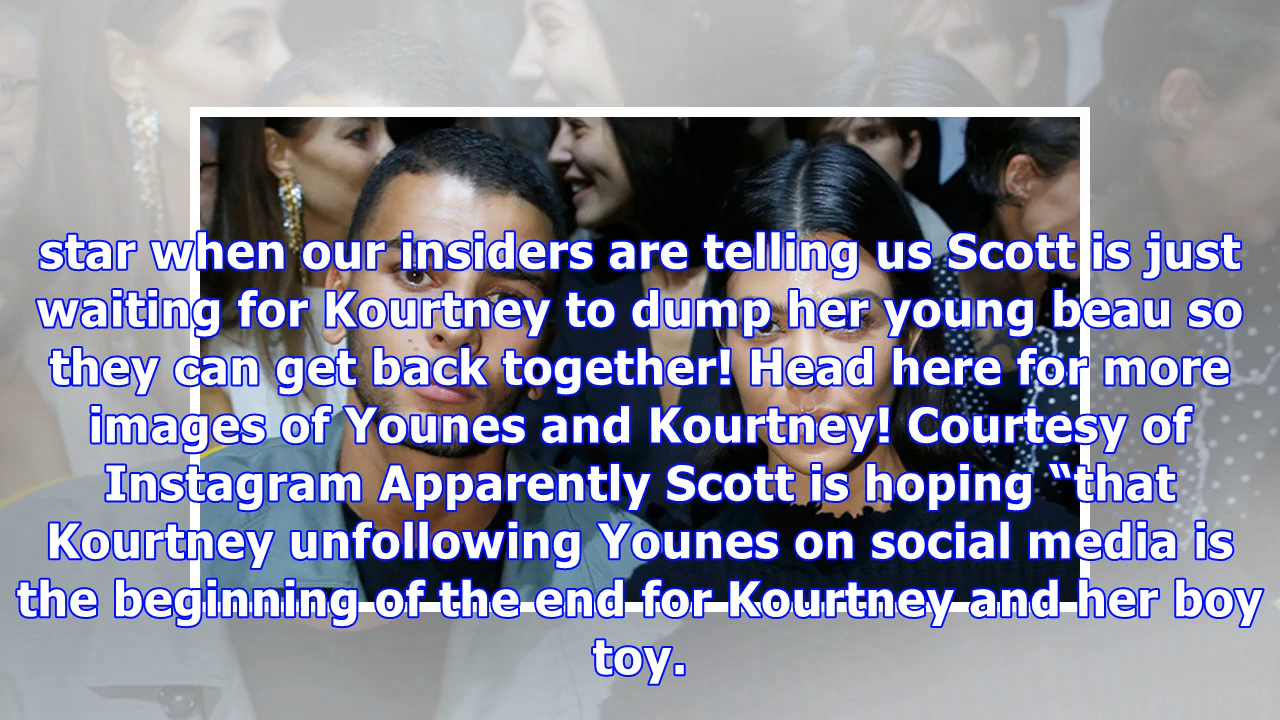 star when our insiders are telling us Scott is just
waiting for Kourtney to dump her young beau so
they can get back together! Head here for more
images of Younes and Kourtney! Courtesy of
Instagram Apparently Scott is hoping “that
Kourtney unfollowing Younes on social media is
the beginning of the end for Kourtney and her boy
toy.